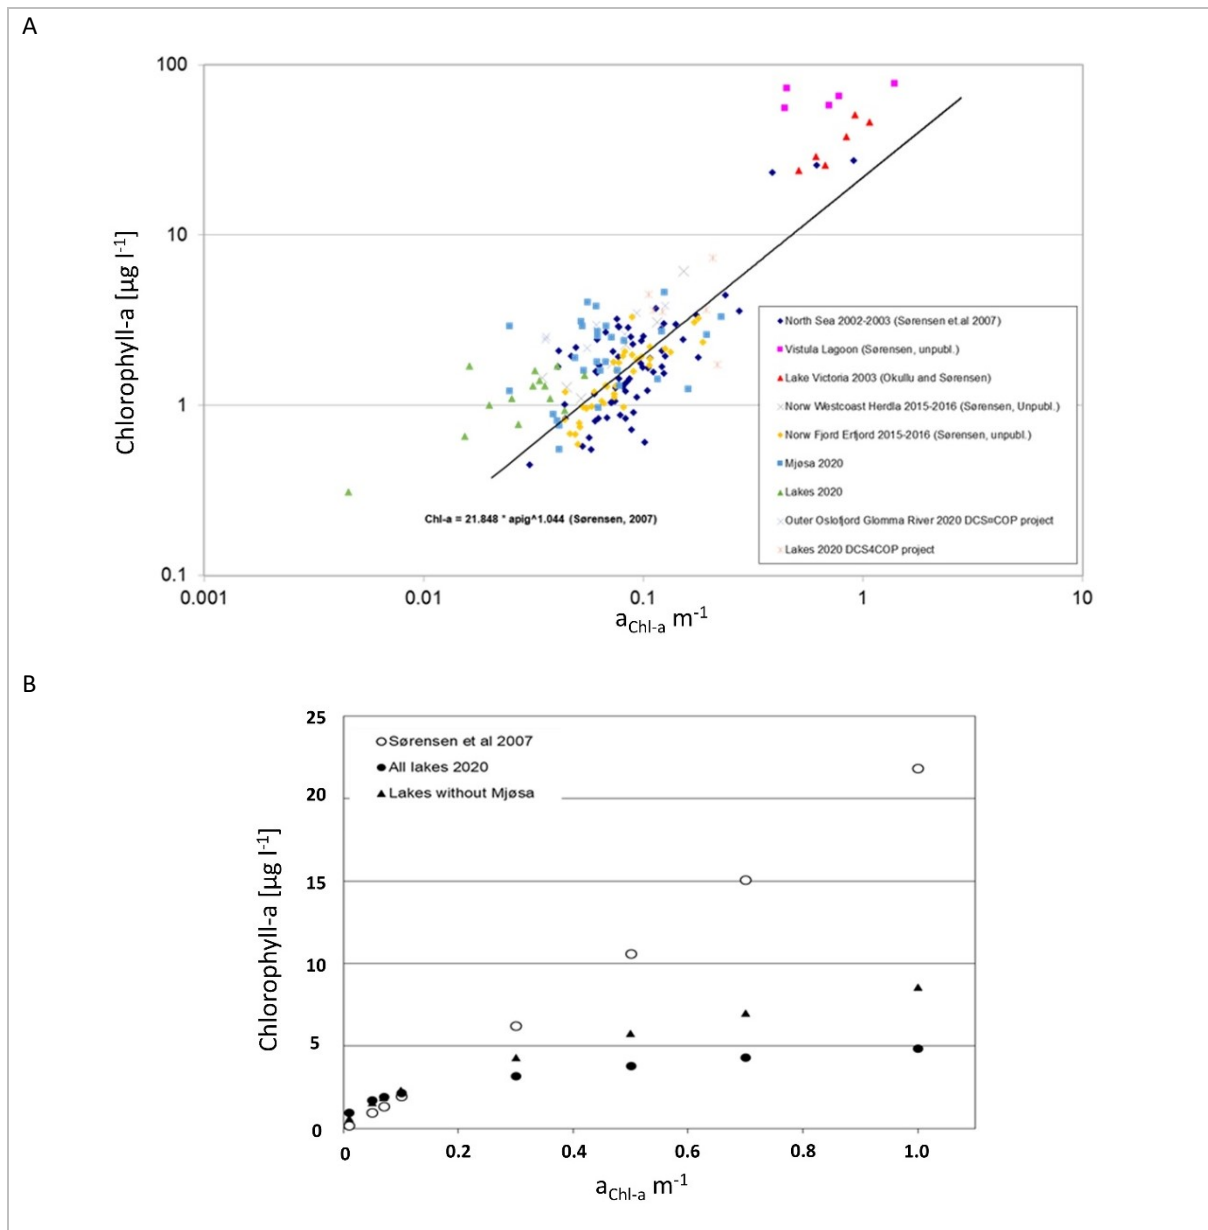 A
100
10
1
0.1
Chlorophyll-a [µg l-1]
0.001
0.01
0.1
1
10
aChl-a m-1
Chl-a = 21.848 * apig^1.044 (Sørensen, 2007)
North Sea 2002-2003 (Sørensen et.al 2007)
Vistula Lagoon (Sørensen, unpubl.)
Lake Victoria 2003 (Okullu and Sørensen)
Norw Westcoast Herdla 2015-2016 (Sørensen, Unpubl.)
Norw Fjord Erfjord 2015-2016 (Sørensen, unpubl.)
Mjøsa 2020
Lakes 2020
Outer Oslofjord Glomma River 2020 DCS=COP project
Lakes 2020 DCS4COP project
B
25
20
15
10
5
0
Chlorophyll-a [µg l-1]
Sørensen et al 2007
All lakes 2020
Lakes without Mjøsa
0
0.2
0.4
0.6
0.8
1.0
aChl-a m-1